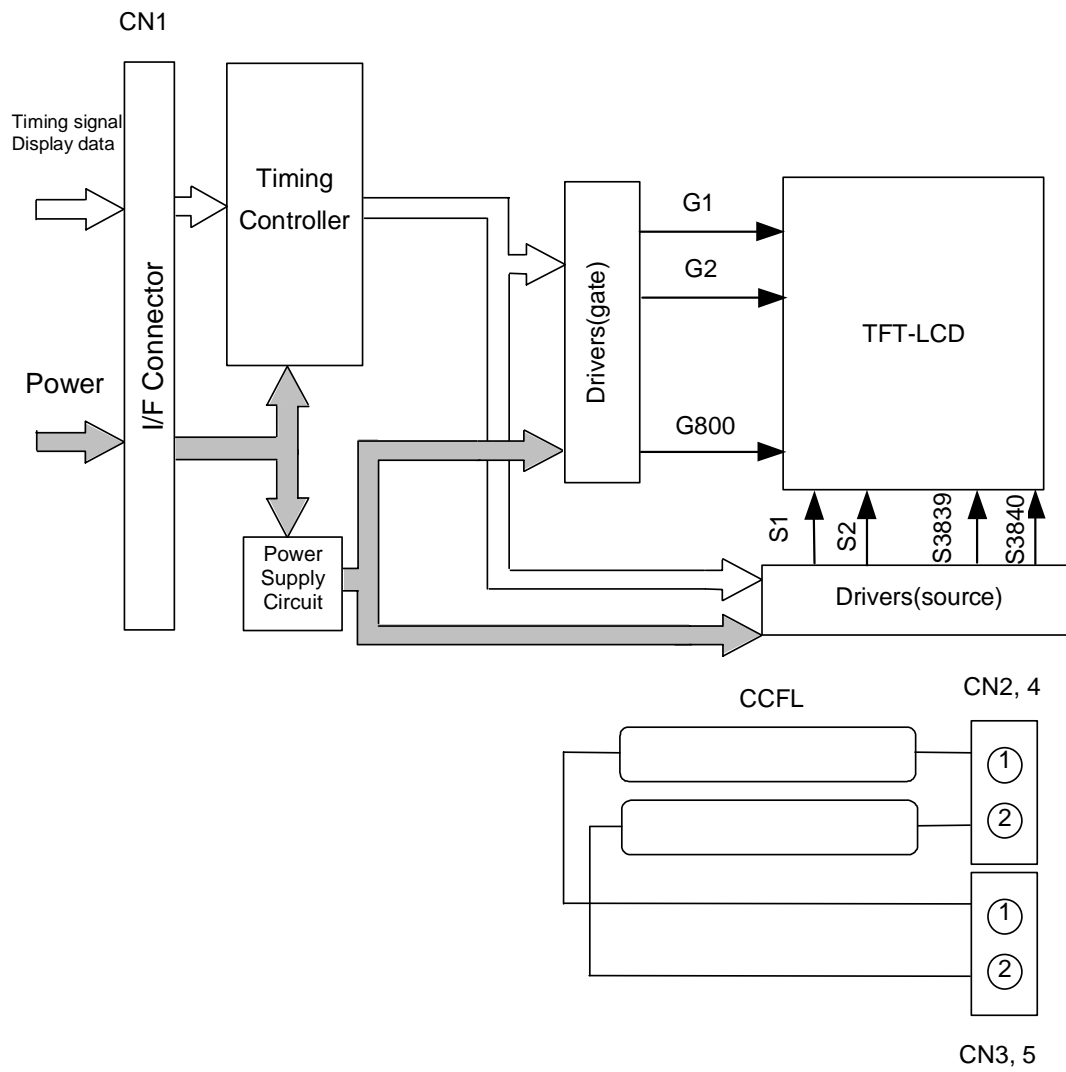 CN1
Timing signal
Display data
Power
I/F Connector
Timing
Controller
Power
Supply
Circuit
Drivers(gate)
G1
G2
G800
TFT-LCD
S1
S2
S3839
S3840
Drivers(source)
CCFL
CN2, 4
1
2
1
2
CN3, 5